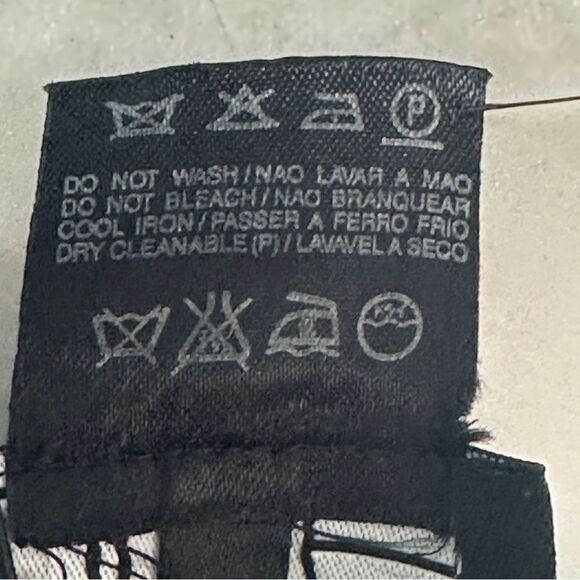 P
DO NOT WASH / NAO LAVAR A MAO
DO NOT BLEACH / NAO BRANQUEAR
COOL IRON / PASSER A FERRO FRIO
DRY CLEANABLE (P) / LAVAVEL A SECO